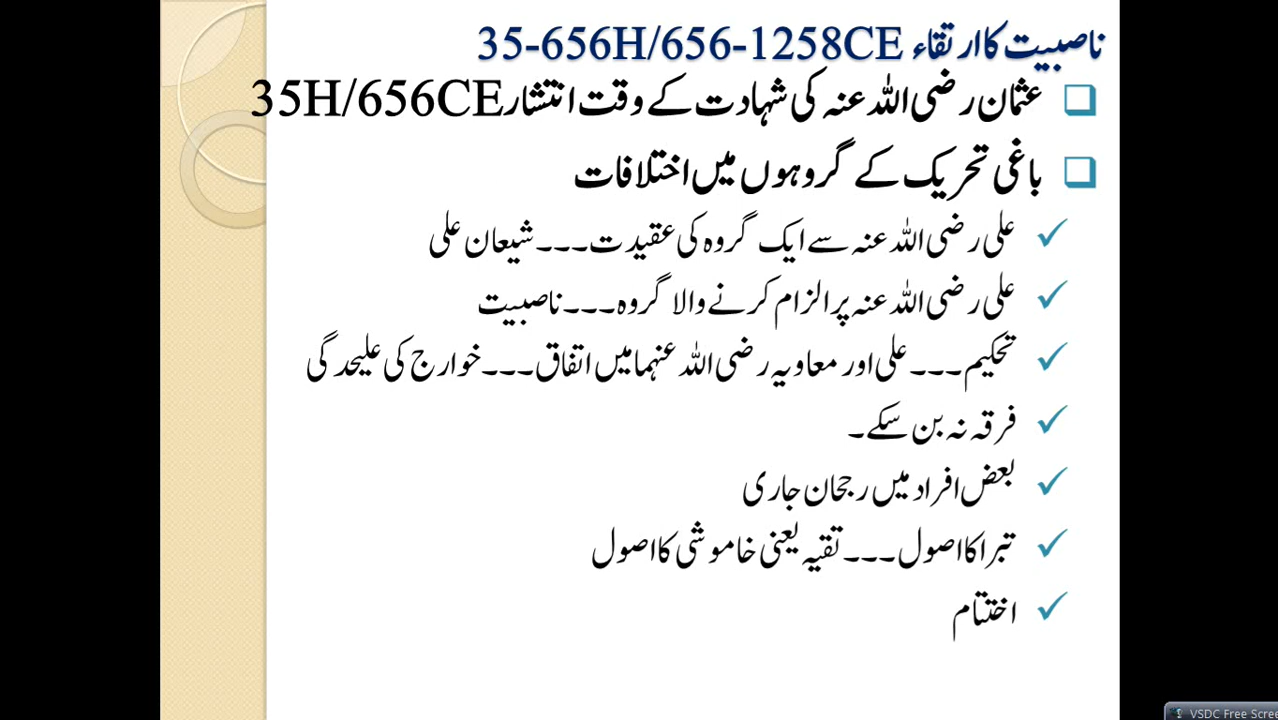 ناصبیت کا ارتقاء 35-656H/656-1258CE
عثمان رضی اللہ عنہ کی شہادت کے وقت انتشار 35H/656CE
باغی تحریک کے گروہوں میں اختلافات
علی رضی اللہ عنہ سے ایک گروہ کی عقیدت۔۔۔شیعان علی
علی رضی اللہ عنہ پر الزام کرنے والا گروہ۔۔۔ناصبیت
تحکیم۔۔۔علی اور معاویہ رضی اللہ عنہما میں اتفاق۔۔۔خوارج کی علیحدگی
فرقہ نہ بن سکے۔
بعض افراد میں رجحان جاری
تبرا کا اصول۔۔۔تقیہ یعنی خاموشی کا اصول
اختتام
VSDC Free Scree